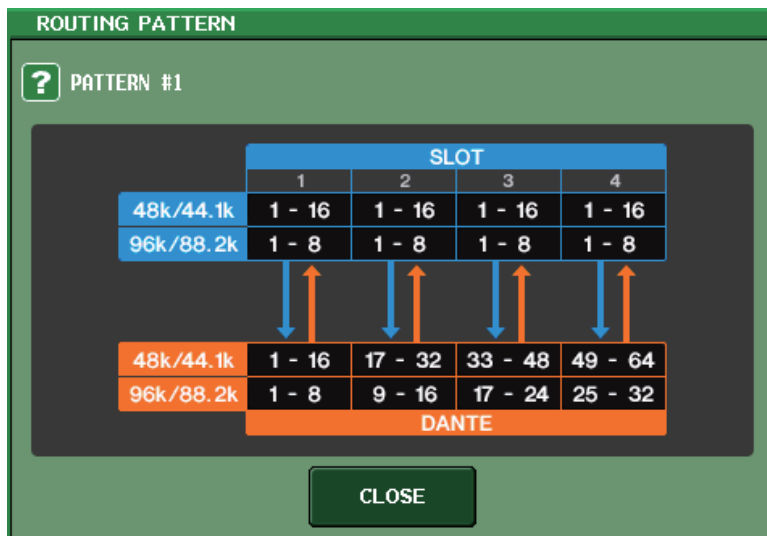 ROUTING PATTERN
? PATTERN #1
SLOT
1 2 3 4
48k/44.1k 1 - 16 1 - 16 1 - 16 1 - 16
96k/88.2k 1 - 8 1 - 8 1 - 8 1 - 8
48k/44.1k 1 - 16 17 - 32 33 - 48 49 - 64
96k/88.2k 1 - 8 9 - 16 17 - 24 25 - 32
DANTE
CLOSE